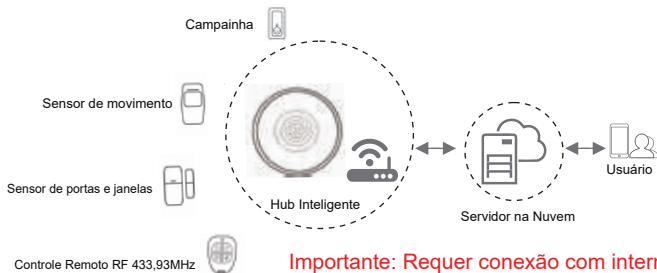 Campainha
Sensor de movimento
Sensor de portas e janelas
Hub Inteligente
Usuário
Servidor na Nuvem
Controle Remoto RF 433,93MHz
Importante: Requer conexão com